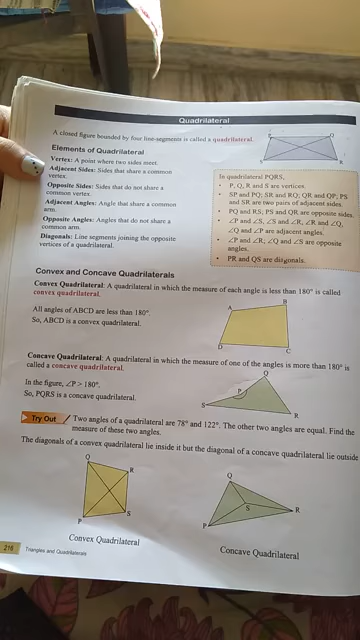 Quadrilateral
A closed figure bounded by four line-segments is called a quadrilateral.
P
Q
S
R
Elements of Quadrilateral
Vertex: A point where two sides meet.
Adjacent Sides: Sides that share a common
vertex.
Opposite Sides: Sides that do not share a
common vertex.
Adjacent Angles: Angle that share a common
arm.
Opposite Angles: Angles that do not share a
common arm.
Diagonals: Line segments joining the opposite
vertices of a quadrilateral.
In quadrilateral PQRS,
• P, Q, R and S are vertices.
• SP and PQ; SR and RQ; QR and QP; PS
and SR are two pairs of adjacent sides.
• PQ and RS; PS and QR are opposite sides.
• ∠P and ∠S, ∠S and ∠R, ∠R and ∠Q,
∠Q and ∠P are adjacent angles.
• ∠P and ∠R; ∠Q and ∠S are opposite
angles.
• PR and QS are diagonals.
Convex and Concave Quadrilaterals
Convex Quadrilateral: A quadrilateral in which the measure of each angle is less than 180° is called
convex quadrilateral.
All angles of ABCD are less than 180°.
So, ABCD is a convex quadrilateral.
A
B
D
C
Concave Quadrilateral: A quadrilateral in which the measure of one of the angles is more than 180° is
called a concave quadrilateral.
In the figure, ∠P > 180°.
So, PQRS is a concave quadrilateral.
Q
P
S
R
Try Out Two angles of a quadrilateral are 78° and 122°. The other two angles are equal. Find the
measure of these two angles.
The diagonals of a convex quadrilateral lie inside it but the diagonal of a concave quadrilateral lie outside
Q
R
P
S
Convex Quadrilateral
Q
S
R
P
Concave Quadrilateral
216 Triangles and Quadrilaterals